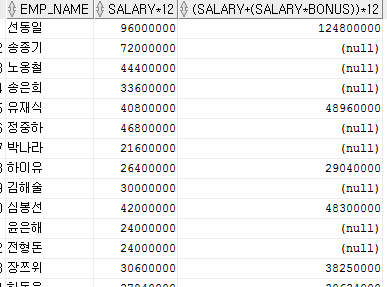 EMP_NAME SALARY*12 (SALARY+(SALARY*BONUS))*12
선동일 96000000 124800000
송종기 72000000 (null)
노옹철 44400000 (null)
송은희 33600000 (null)
유재식 40800000 48960000
정중하 46800000 (null)
박나라 21600000 (null)
하이유 26400000 29040000
김해술 30000000 (null)
심봉선 42000000 48300000
윤은해 24000000 (null)
전형돈 24000000 (null)
장쯔위 30600000 38250000